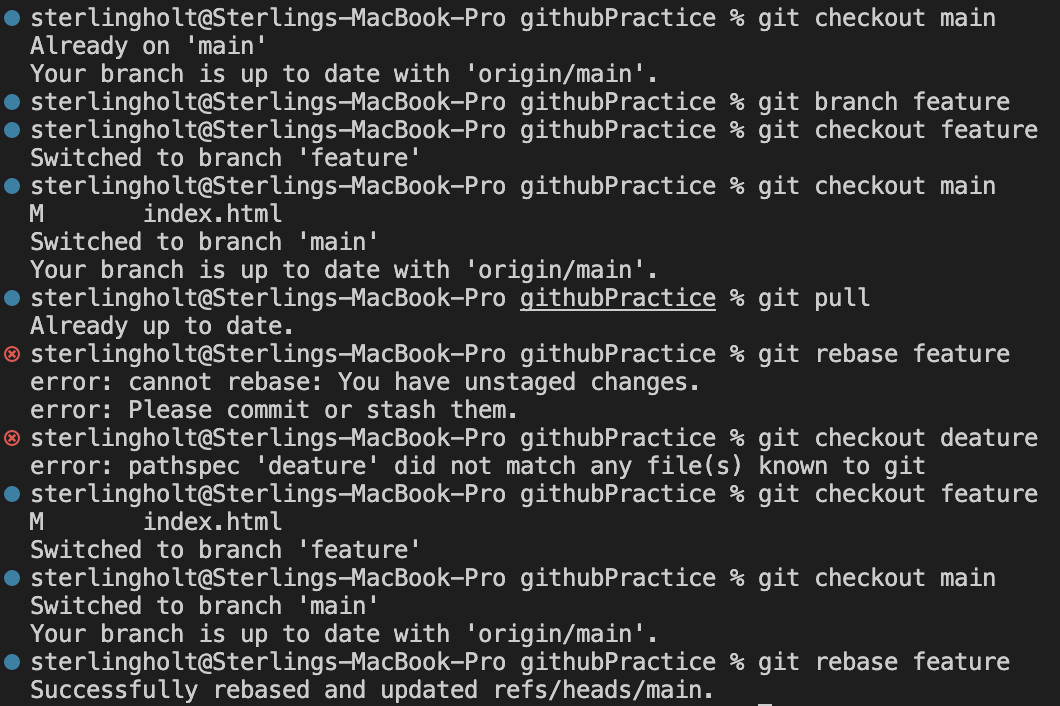 sterlingholt@Sterlings-MacBook-Pro githubPractice % git checkout main
Already on 'main'
Your branch is up to date with 'origin/main'.
sterlingholt@Sterlings-MacBook-Pro githubPractice % git branch feature
sterlingholt@Sterlings-MacBook-Pro githubPractice % git checkout feature
Switched to branch 'feature'
sterlingholt@Sterlings-MacBook-Pro githubPractice % git checkout main
M       index.html
Switched to branch 'main'
Your branch is up to date with 'origin/main'.
sterlingholt@Sterlings-MacBook-Pro githubPractice % git pull
Already up to date.
sterlingholt@Sterlings-MacBook-Pro githubPractice % git rebase feature
error: cannot rebase: You have unstaged changes.
error: Please commit or stash them.
sterlingholt@Sterlings-MacBook-Pro githubPractice % git checkout deature
error: pathspec 'deature' did not match any file(s) known to git
sterlingholt@Sterlings-MacBook-Pro githubPractice % git checkout feature
M       index.html
Switched to branch 'feature'
sterlingholt@Sterlings-MacBook-Pro githubPractice % git checkout main
Switched to branch 'main'
Your branch is up to date with 'origin/main'.
sterlingholt@Sterlings-MacBook-Pro githubPractice % git rebase feature
Successfully rebased and updated refs/heads/main.